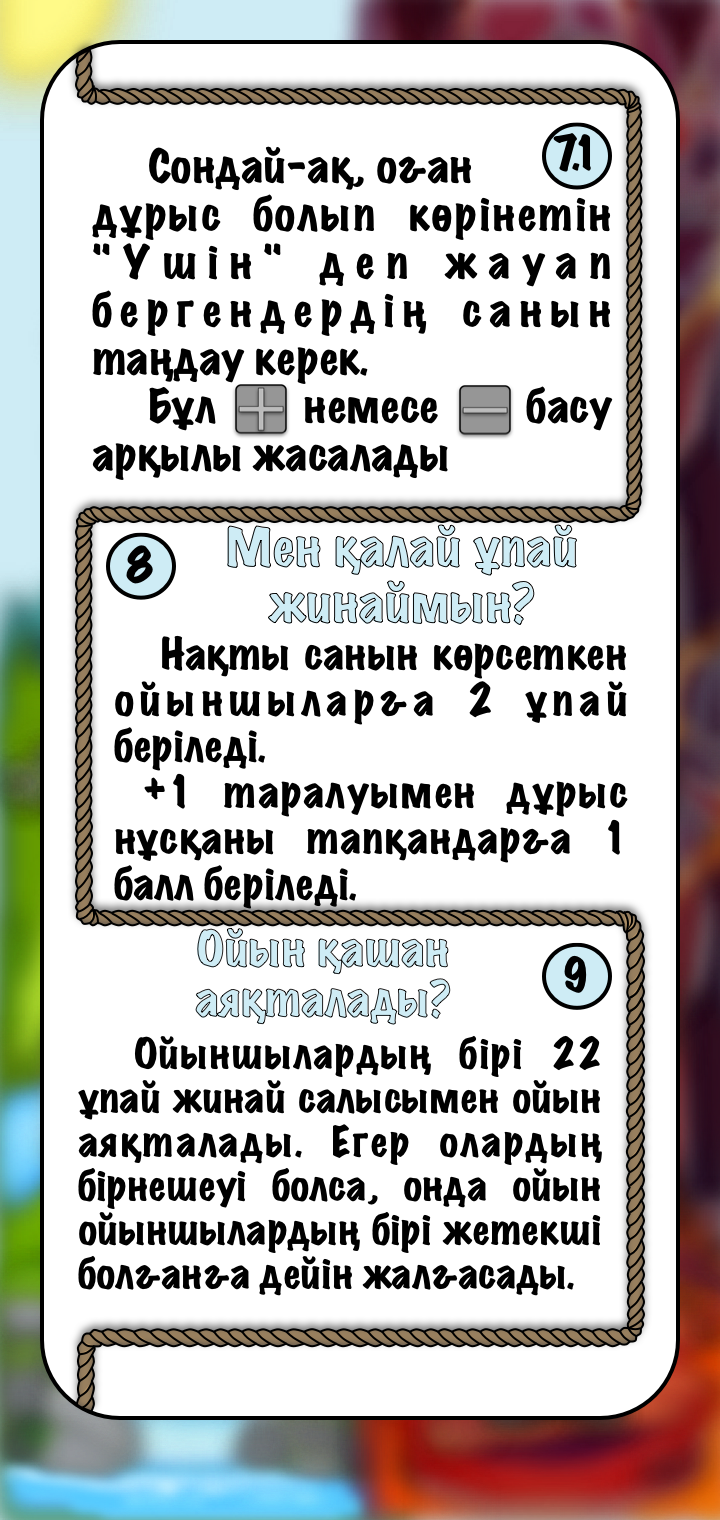 7.1
Сондай-ақ, оған
дұрыс болып көрінетін
"Үшін" деп жауап
бергендердің санын
таңдау керек.
Бұл + немесе − басу
арқылы жасалады
8
Мен қалай ұпай
жинаймын?
Нақты санын көрсеткен
ойыншыларға 2 ұпай
беріледі.
+1 таралуымен дұрыс
нұсқаны тапқандарға 1
балл беріледі.
Ойын қашан
аяқталады?
9
Ойыншылардың бірі 22
ұпай жинай салысымен ойын
аяқталады. Егер олардың
бірнешеуі болса, онда ойын
ойыншылардың бірі жетекші
болғанға дейін жалғасады.